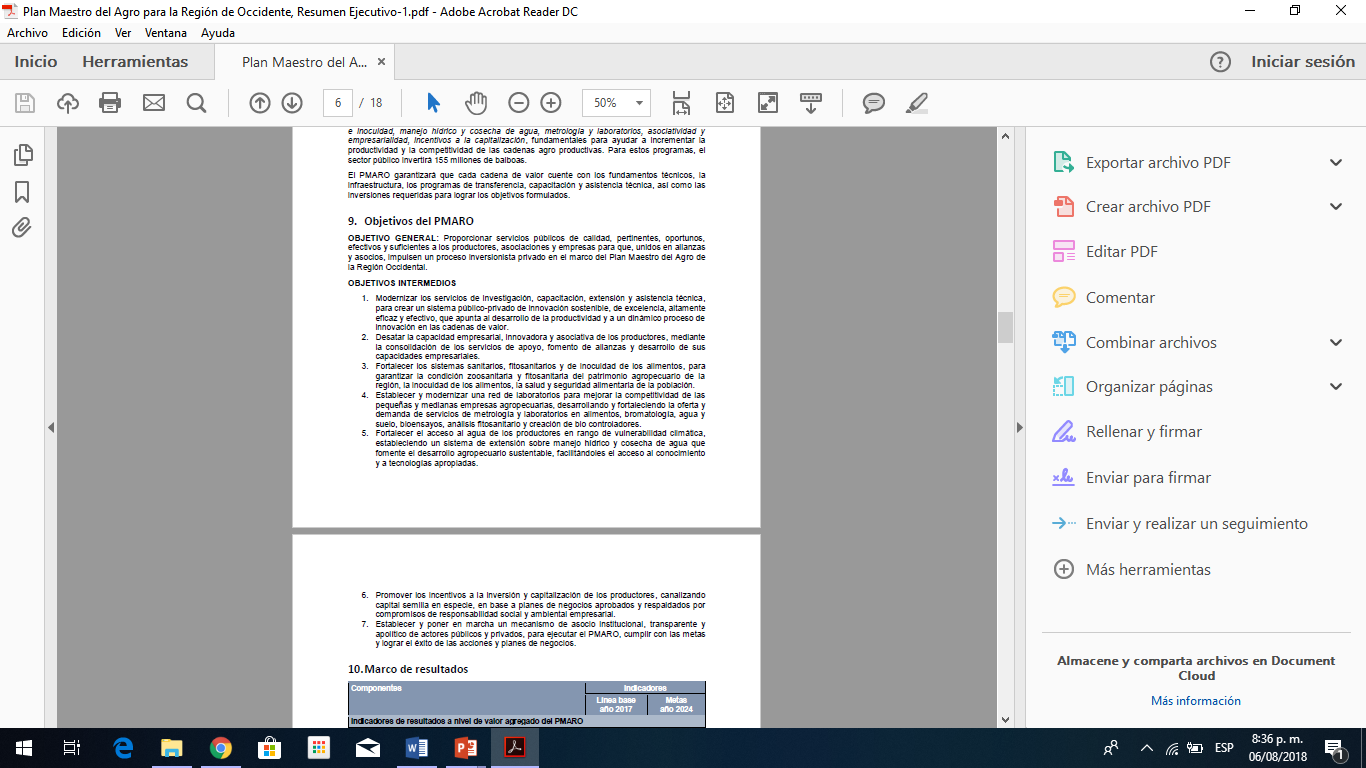 Plan Maestro del Agro para la Región de Occidente, Resumen Ejecutivo-1.pdf - Adobe Acrobat Reader DC
Archivo Edición Ver Ventana Ayuda
Inicio Herramientas Plan Maestro del A... × Iniciar sesión
6 / 18 50%
e inocuidad, manejo hídrico y cosecha de agua, metrología y laboratorios, asociatividad y
empresarialidad, incentivos a la capitalización, fundamentales para ayudar a incrementar la
productividad y la competitividad de las cadenas agro productivas. Para estos programas, el
sector público invertirá 155 millones de balboas.
El PMARO garantizará que cada cadena de valor cuente con los fundamentos técnicos, la
infraestructura, los programas de transferencia, capacitación y asistencia técnica, así como las
inversiones requeridas para lograr los objetivos formulados.
9. Objetivos del PMARO
OBJETIVO GENERAL: Proporcionar servicios públicos de calidad, pertinentes, oportunos,
efectivos y suficientes a los productores, asociaciones y empresas para que, unidos en alianzas
y asocios, impulsen un proceso inversionista privado en el marco del Plan Maestro del Agro de
la Región Occidental.
OBJETIVOS INTERMEDIOS
1. Modernizar los servicios de investigación, capacitación, extensión y asistencia técnica,
para crear un sistema público-privado de innovación sostenible, de excelencia, altamente
eficaz y efectivo, que apunta al desarrollo de la productividad y a un dinámico proceso de
innovación en las cadenas de valor.
2. Desatar la capacidad empresarial, innovadora y asociativa de los productores, mediante
la consolidación de los servicios de apoyo, fomento de alianzas y desarrollo de sus
capacidades empresariales.
3. Fortalecer los sistemas sanitarios, fitosanitarios y de inocuidad de los alimentos, para
garantizar la condición zoosanitaria y fitosanitaria del patrimonio agropecuario de la
región, la inocuidad de los alimentos, la salud y seguridad alimentaria de la población.
4. Establecer y modernizar una red de laboratorios para mejorar la competitividad de las
pequeñas y medianas empresas agropecuarias, desarrollando y fortaleciendo la oferta y
demanda de servicios de metrología y laboratorios en alimentos, bromatología, agua y
suelo, bioensayos, análisis fitosanitario y creación de bio controladores.
5. Fortalecer el acceso al agua de los productores en rango de vulnerabilidad climática,
estableciendo un sistema de extensión sobre manejo hídrico y cosecha de agua que
fomente el desarrollo agropecuario sustentable, facilitándoles el acceso al conocimiento
y a tecnologías apropiadas.
6. Promover los incentivos a la inversión y capitalización de los productores, canalizando
capital semilla en especie, en base a planes de negocios aprobados y respaldados por
compromisos de responsabilidad social y ambiental empresarial.
7. Establecer y poner en marcha un mecanismo de asocio institucional, transparente y
apolítico de actores públicos y privados, para ejecutar el PMARO, cumplir con las metas
y lograr el éxito de las acciones y planes de negocios.
10. Marco de resultados
Componentes Indicadores
Línea base Metas
año 2017 año 2024
Indicadores de resultados a nivel de valor agregado del PMARO
Exportar archivo PDF
Crear archivo PDF
Editar PDF
Comentar
Combinar archivos
Organizar páginas
Rellenar y firmar
Enviar para firmar
Enviar y realizar un seguimiento
Más herramientas
Almacene y comparta archivos en Document
Cloud
Más información
ESP
8:36 p. m.
06/08/2018
1